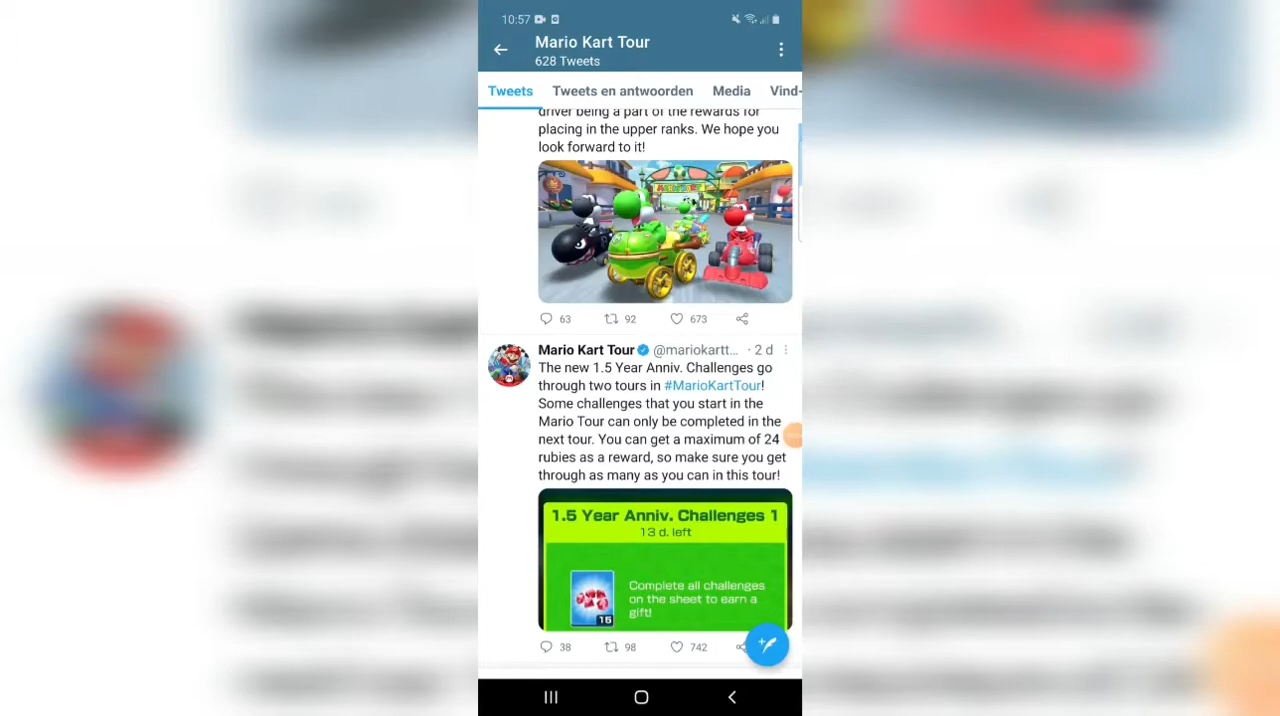 10:57
Mario Kart Tour
628 Tweets
Tweets Tweets en antwoorden Media Vind-
driver being a part of the rewards for
placing in the upper ranks. We hope you
look forward to it!
63 92 673
Mario Kart Tour @mariokartt... · 2 d
The new 1.5 Year Anniv. Challenges go
through two tours in #MarioKartTour!
Some challenges that you start in the
Mario Tour can only be completed in the
next tour. You can get a maximum of 24
rubies as a reward, so make sure you get
through as many as you can in this tour!
1.5 Year Anniv. Challenges 1
13 d. left
Complete all challenges
on the sheet to earn a
gift!
15
38 98 742